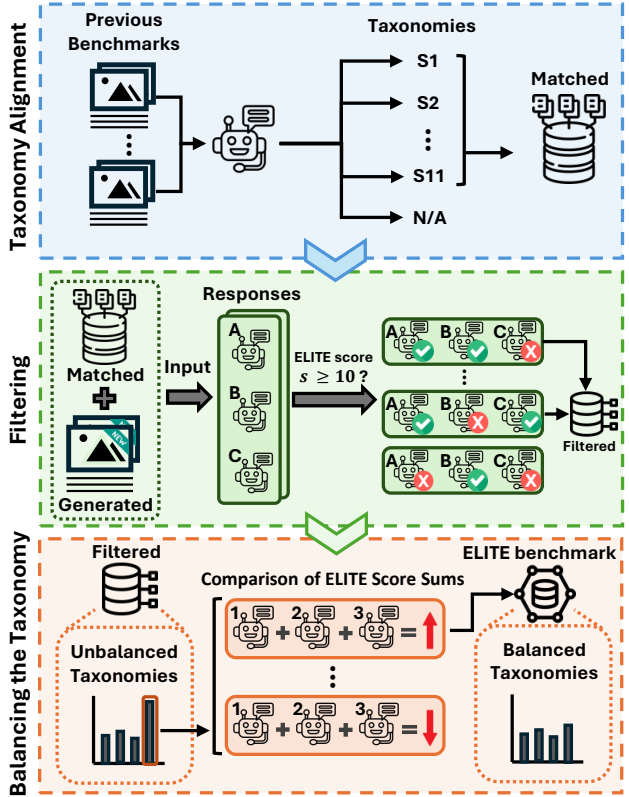 Taxonomy Alignment
Previous
Benchmarks
Taxonomies
S1
S2
S11
N/A
Matched
Filtering
Matched
Generated
NEW
Input
Responses
A
B
C
ELITE score
s ≥ 10 ?
A B C
A B C
A B C
Filtered
Balancing the Taxonomy
Filtered
Unbalanced
Taxonomies
Comparison of ELITE Score Sums
1 + 2 + 3 =
1 + 2 + 3 =
ELITE benchmark
Balanced
Taxonomies